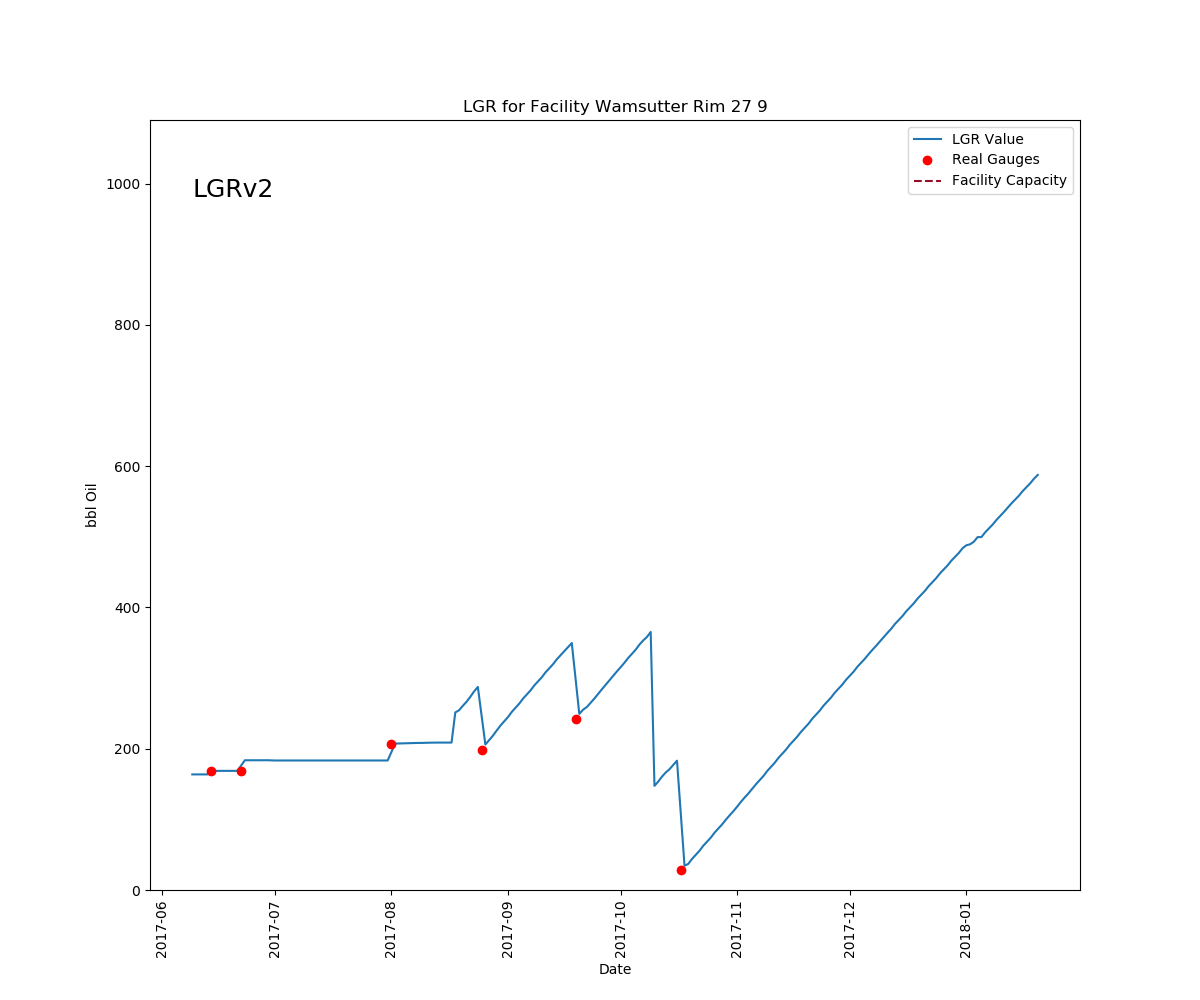 LGR for Facility Wamsutter Rim 27 9
LGRv2
LGR Value
Real Gauges
Facility Capacity
bbl Oil
1000
800
600
400
200
0
2017-06
2017-07
2017-08
2017-09
2017-10
2017-11
2017-12
2018-01
Date